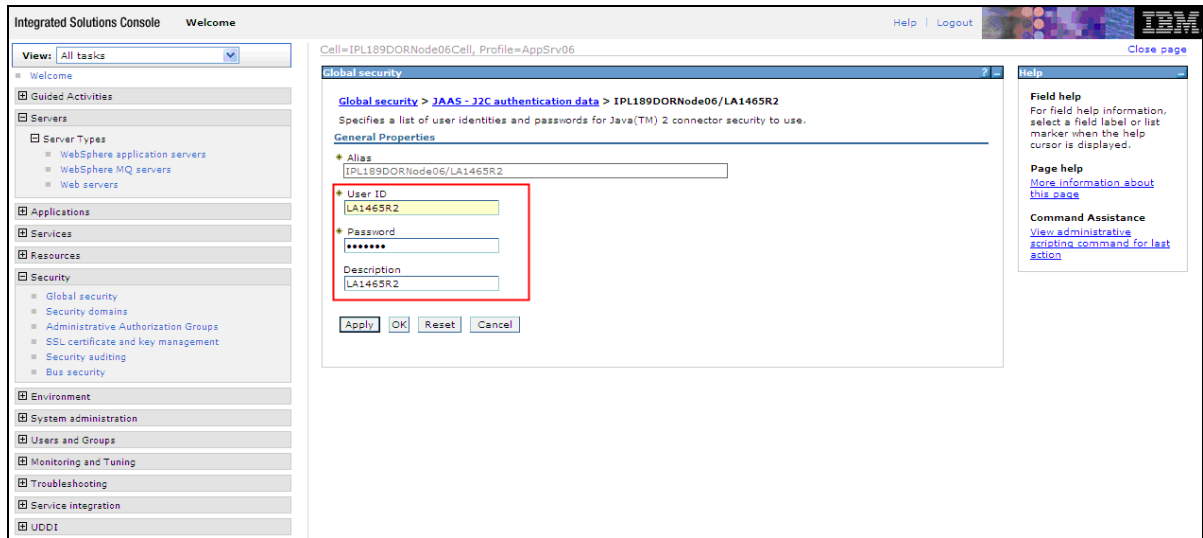 Integrated Solutions Console Welcome
Help | Logout
IBM
View: All tasks
Welcome
Guided Activities
Servers
Server Types
WebSphere application servers
WebSphere MQ servers
Web servers
Applications
Services
Resources
Security
Global security
Security domains
Administrative Authorization Groups
SSL certificate and key management
Security auditing
Bus security
Environment
System administration
Users and Groups
Monitoring and Tuning
Troubleshooting
Service integration
UDDI
Cell=IPL189DORNode06Cell, Profile=AppSrv06
Close page
Global security
? -
Global security > JAAS - J2C authentication data > IPL189DORNode06/LA1465R2
Specifies a list of user identities and passwords for Java(TM) 2 connector security to use.
General Properties
* Alias
IPL189DORNode06/LA1465R2
* User ID
LA1465R2
* Password
•••••••
Description
LA1465R2
Apply OK Reset Cancel
Help -
Field help
For field help information,
select a field label or list
marker when the help
cursor is displayed.
Page help
More information about
this page
Command Assistance
View administrative
scripting command for last
action